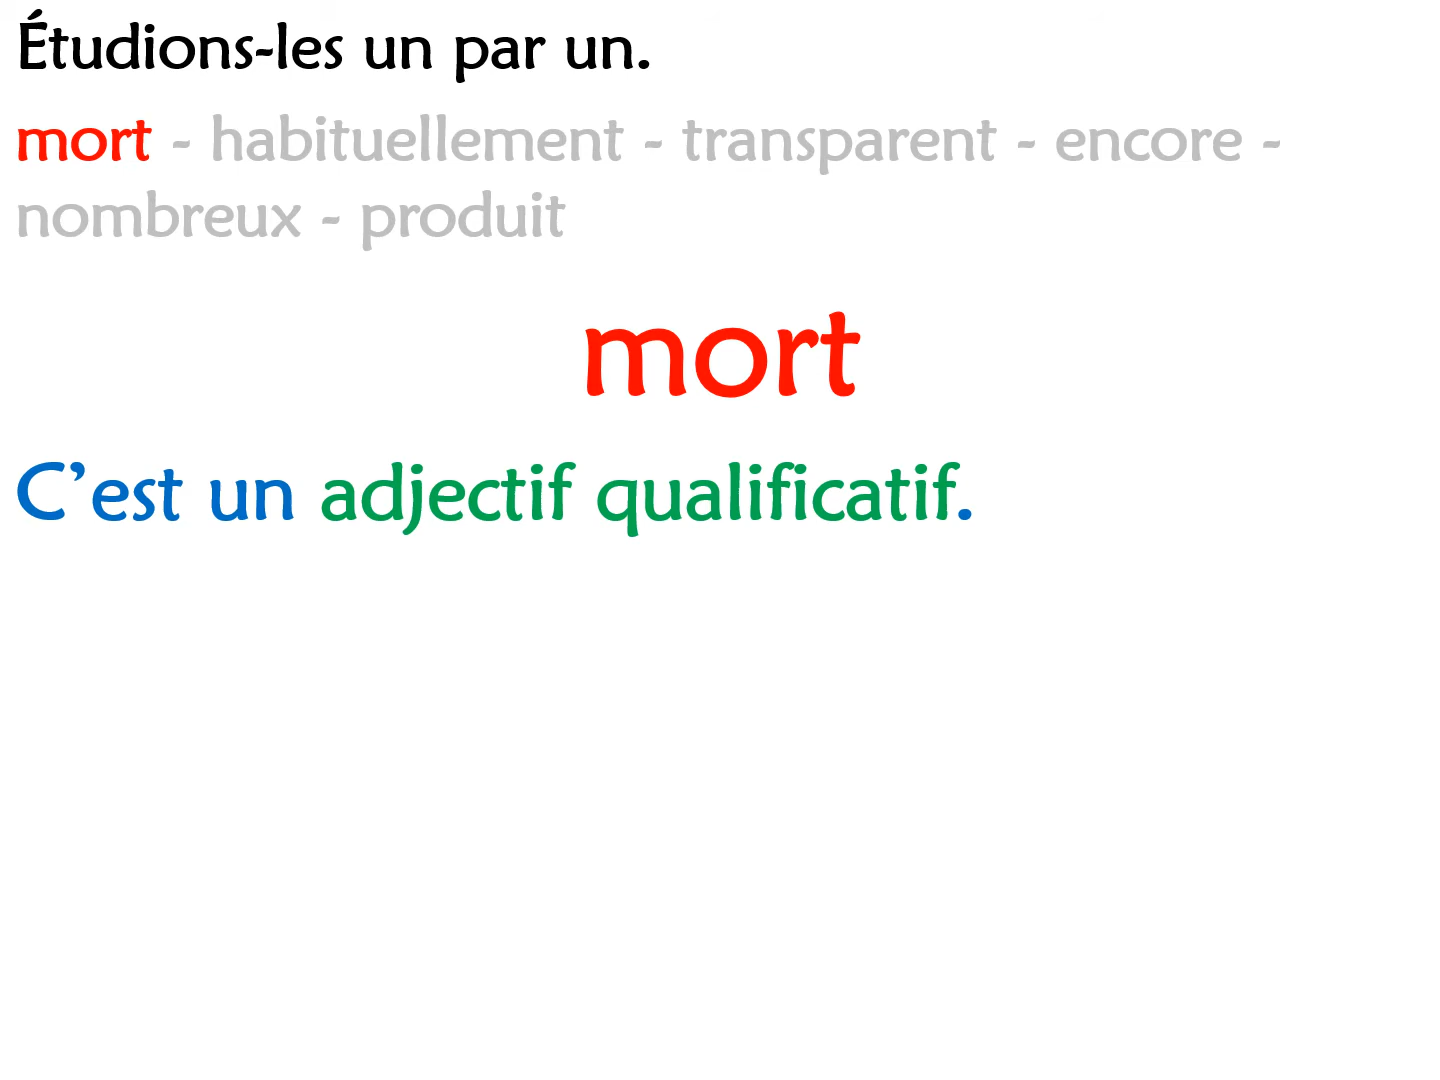 Étudions-les un par un.
mort - habituellement - transparent - encore -
nombreux - produit
mort
C’est un adjectif qualificatif.